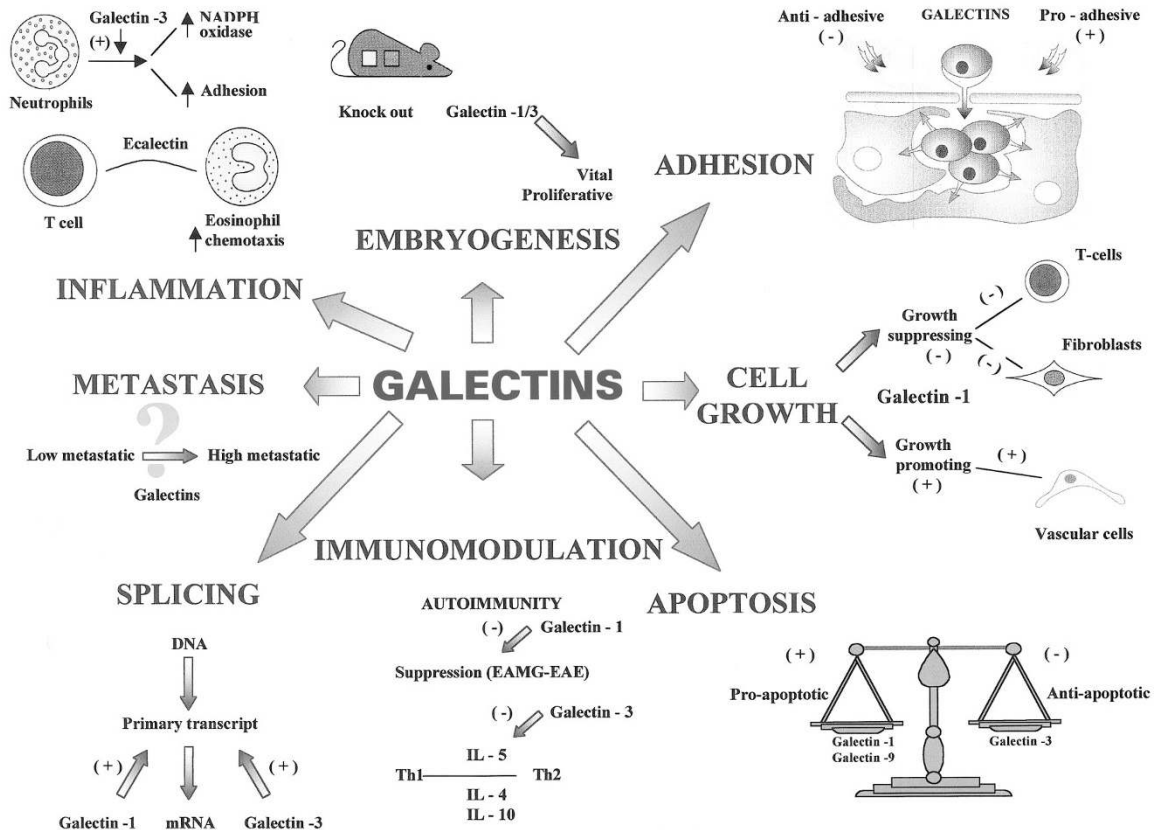 Galectin -3
(+)
NADPH
oxidase
Adhesion
Neutrophils
Ecalectin
T cell
Eosinophil
chemotaxis
INFLAMMATION
Knock out
Galectin -1/3
Vital
Proliferative
EMBRYOGENESIS
Anti - adhesive
(-)
GALECTINS
Pro - adhesive
(+)
ADHESION
METASTASIS
?
Low metastatic
High metastatic
Galectins
GALECTINS
CELL
GROWTH
Growth
suppressing
(-)
(-)
T-cells
(-)
Fibroblasts
Galectin -1
Growth
promoting
(+)
(+)
Vascular cells
SPLICING
DNA
Primary transcript
(+)
(+)
Galectin -1
mRNA
Galectin -3
IMMUNOMODULATION
AUTOIMMUNITY
(-)
Galectin - 1
Suppression (EAMG-EAE)
(-)
Galectin - 3
IL - 5
Th1
Th2
IL - 4
IL - 10
APOPTOSIS
(+)
Pro-apoptotic
(-)
Anti-apoptotic
Galectin -1
Galectin -9
Galectin -3